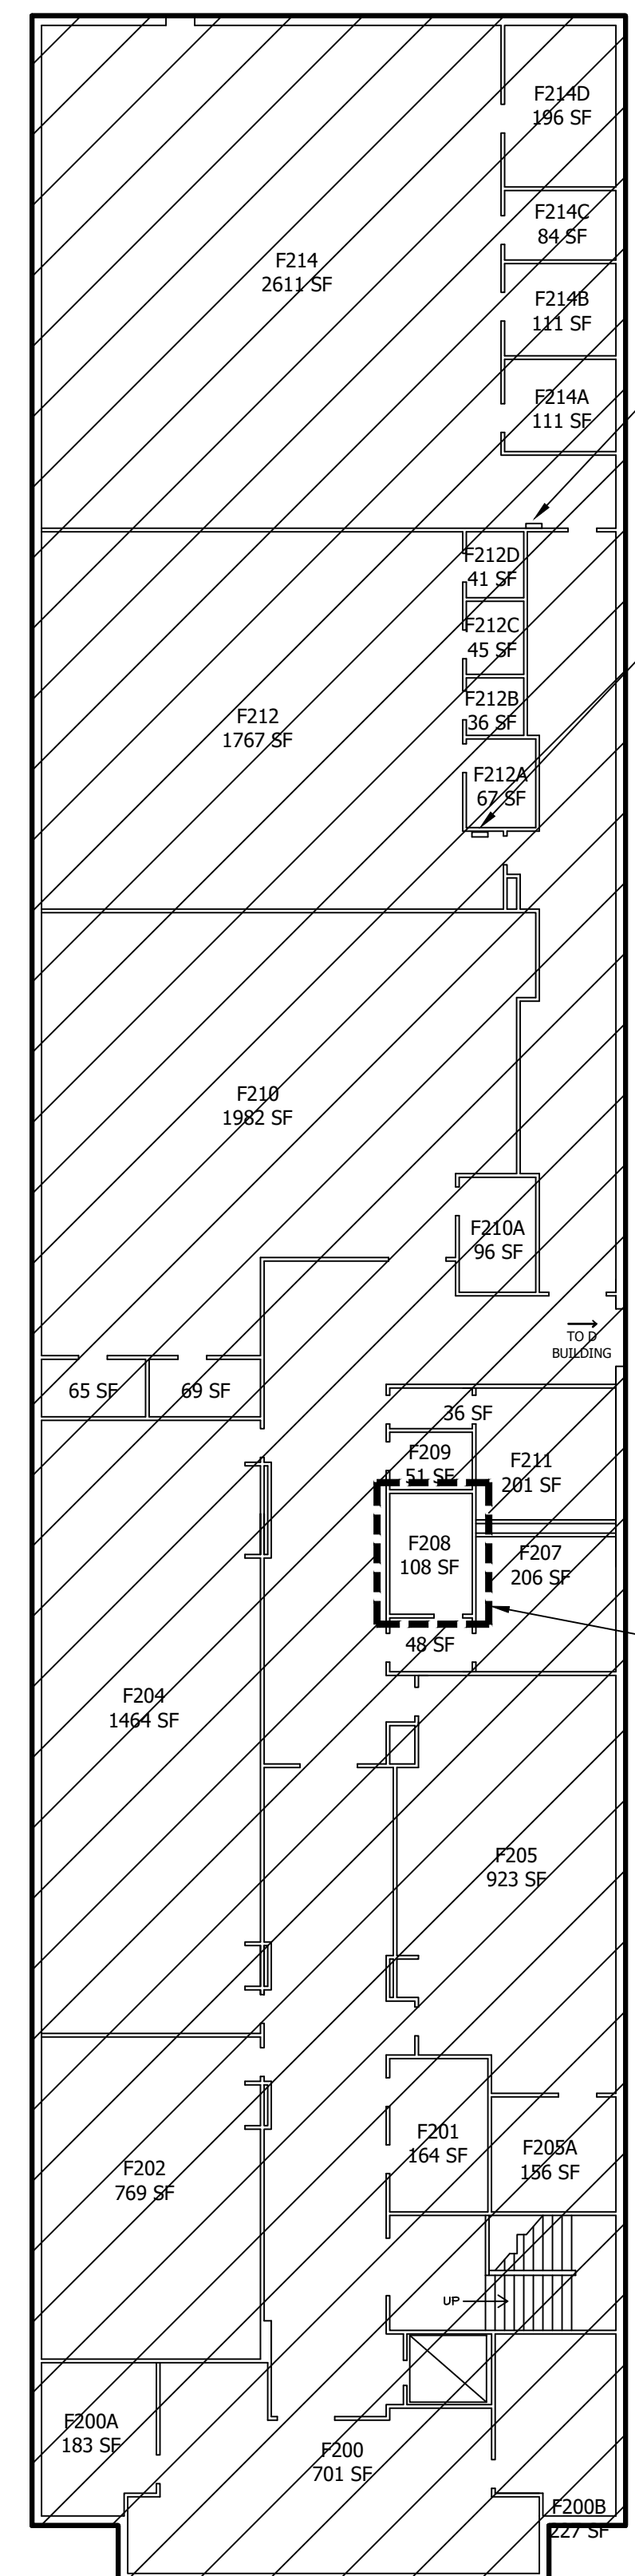 F214D
196 SF
F214C
84 SF
F214
2611 SF
F214B
111 SF
F214A
111 SF
F212D
41 SF
F212C
45 SF
F212B
36 SF
F212
1767 SF
F212A
67 SF
F210
1982 SF
F210A
96 SF
TO D
BUILDING
65 SF
69 SF
36 SF
F209
51 SF
F211
201 SF
F208
108 SF
F207
206 SF
48 SF
F204
1464 SF
F205
923 SF
F201
164 SF
F205A
156 SF
F202
769 SF
UP
F200A
183 SF
F200
701 SF
F200B
227 SF